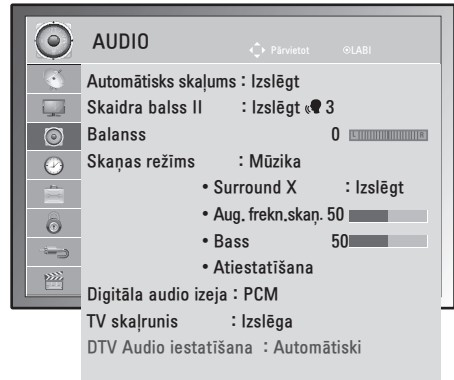 AUDIO
Pārvietot LABI
Automātisks skaļums : Izslēgt
Skaidra balss II : Izslēgt 3
Balanss 0 L R
Skaņas režīms : Mūzika
• Surround X : Izslēgt
• Aug. frekn.skaņ. 50
• Bass 50
• Atiestatīšana
Digitāla audio izeja : PCM
TV skaļrunis : Izslēga
DTV Audio iestatīšana : Automātiski